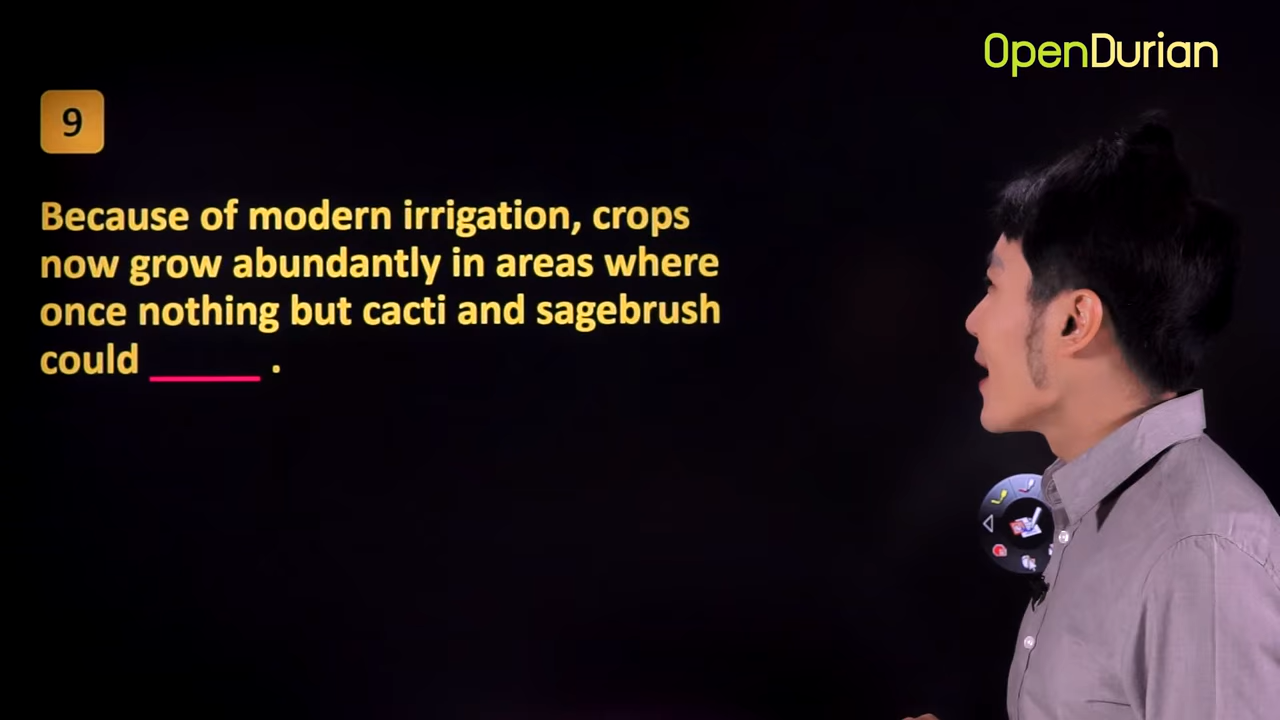 OpenDurian
9
Because of modern irrigation, crops
now grow abundantly in areas where
once nothing but cacti and sagebrush
could ______ .